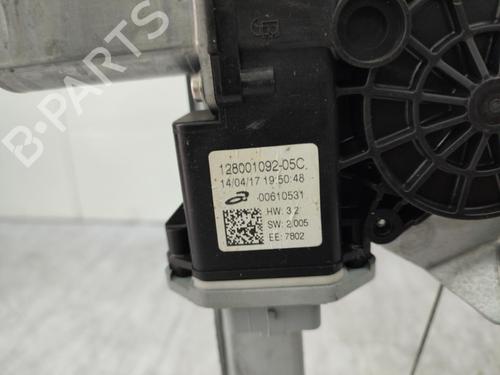 B-PARTS
128001092-05C
14/04/17 19:50:48
00610531
HW: 3.2
SW: 2.005
EE: 7802